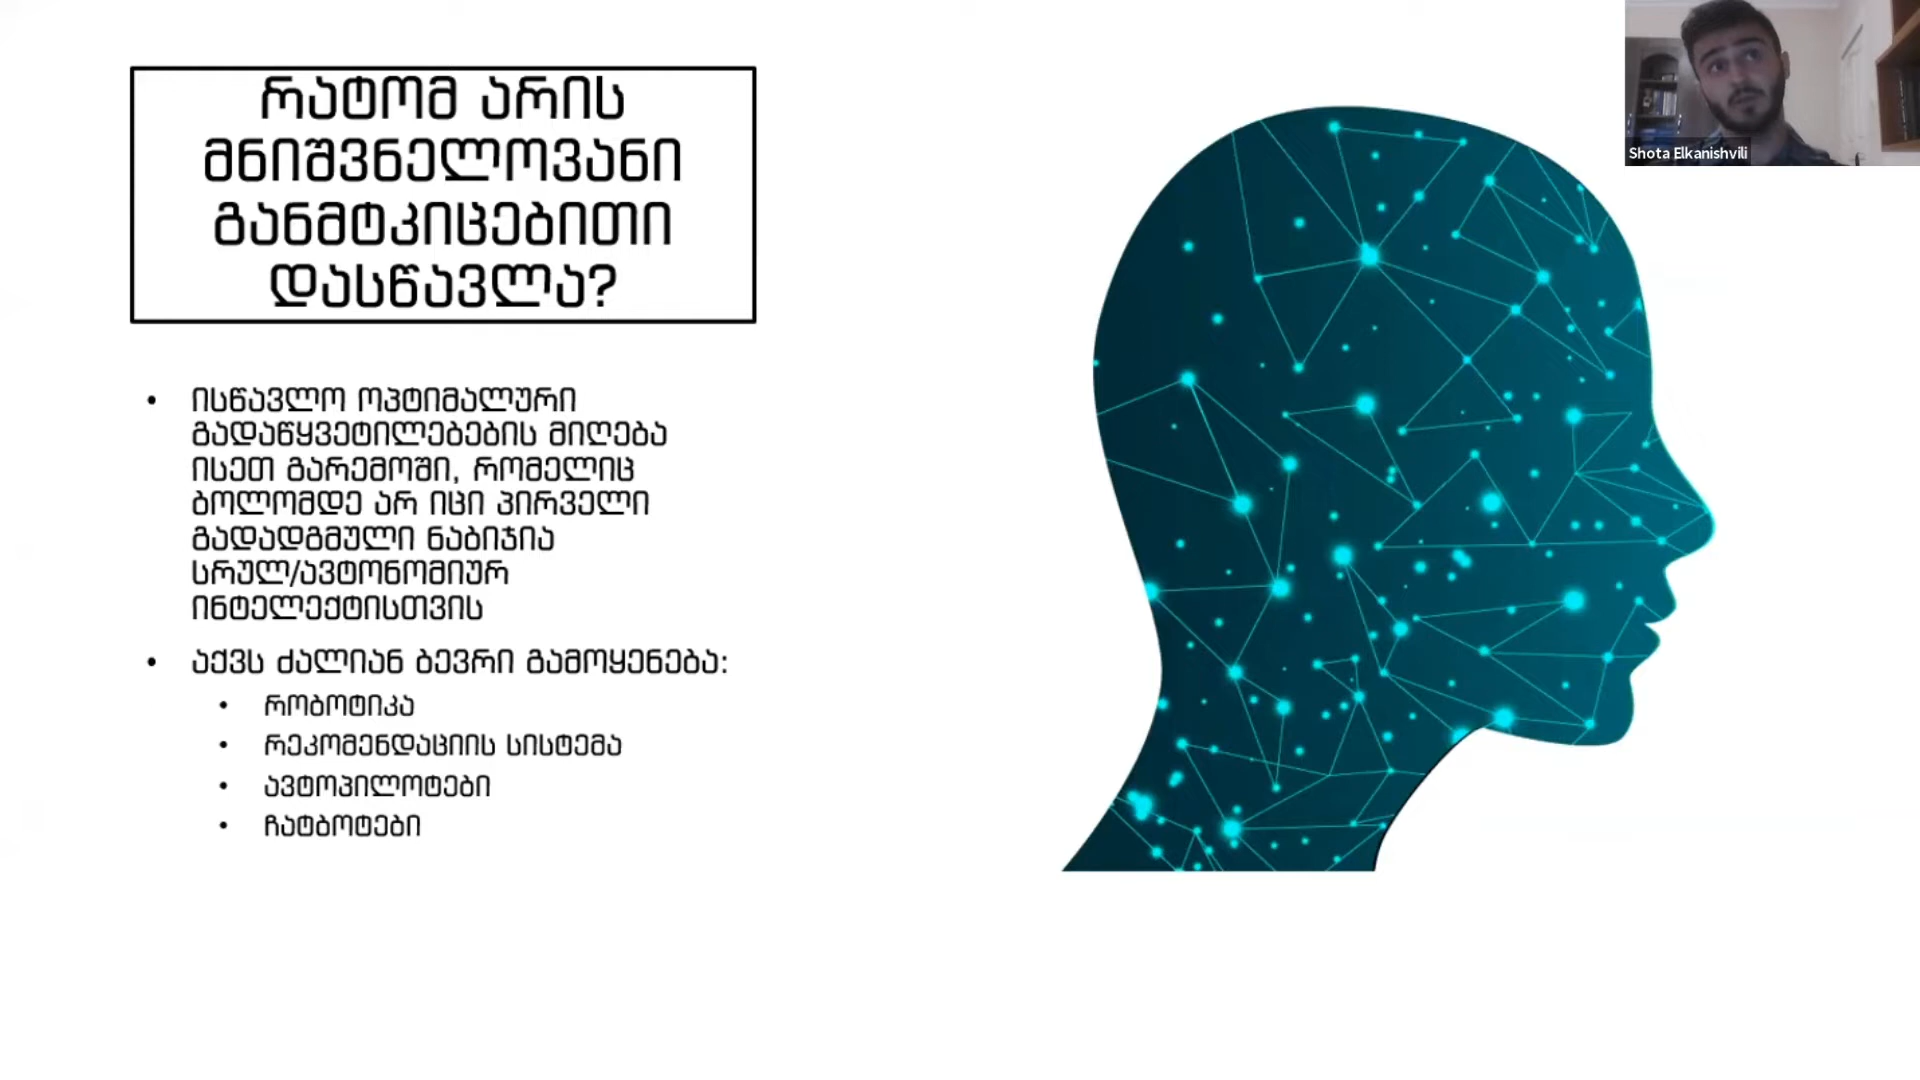 რატომ არის
მნიშვნელოვანი
განმტკიცებითი
დასწავლა?
• ისწავლო ოპტიმალური
გადაწყვეტილებების მიღება
ისეთ გარემოში, რომელიც
ბოლომდე არ იცი პირველი
გადადგმული ნაბიჯია
სრულ/ავტონომიურ
ინტელექტისთვის
• აქვს ძალიან ბევრი გამოყენება:
• რობოტიკა
• რეკომენდაციის სისტემა
• ავტოპილოტები
• ჩატბოტები
Shota Elkanishvili